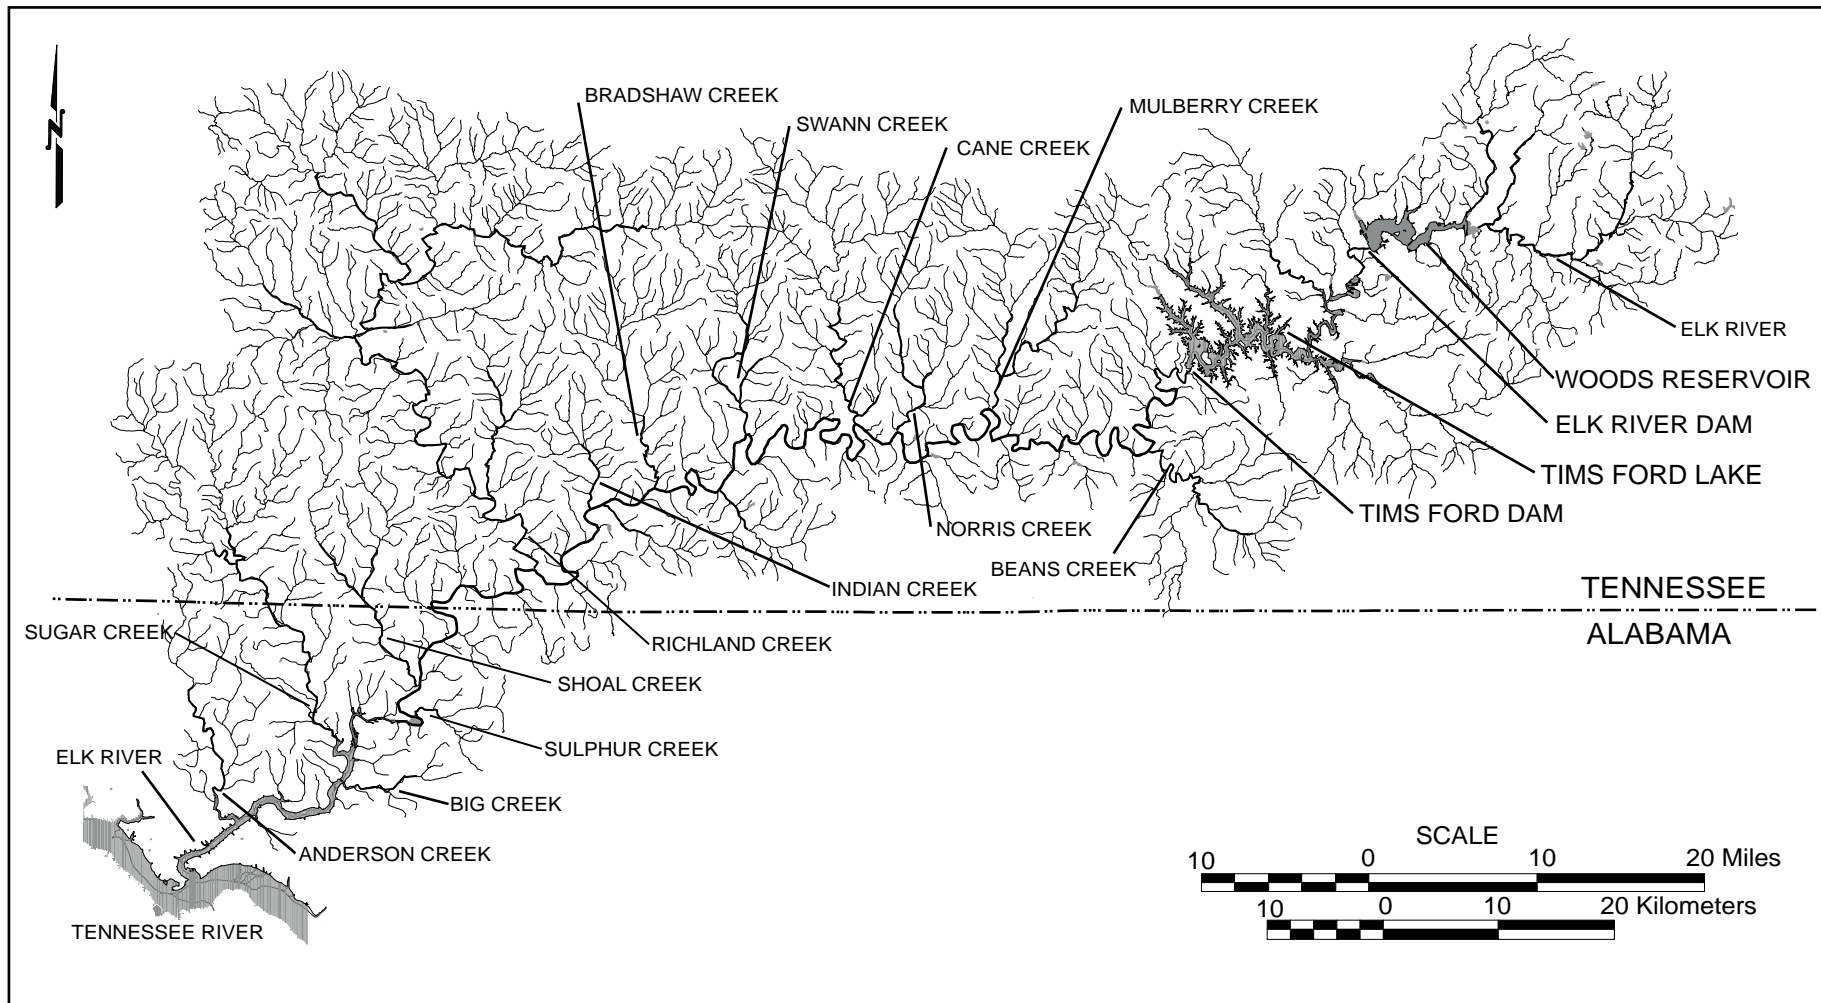 BRADSHAW CREEK
SWANN CREEK
CANE CREEK
MULBERRY CREEK
N
ELK RIVER
WOODS RESERVOIR
ELK RIVER DAM
TIMS FORD LAKE
TIMS FORD DAM
NORRIS CREEK
BEANS CREEK
INDIAN CREEK
TENNESSEE
ALABAMA
SUGAR CREEK
RICHLAND CREEK
SHOAL CREEK
SULPHUR CREEK
ELK RIVER
BIG CREEK
ANDERSON CREEK
TENNESSEE RIVER
SCALE
10 0 10 20 Miles
10 0 10 20 Kilometers